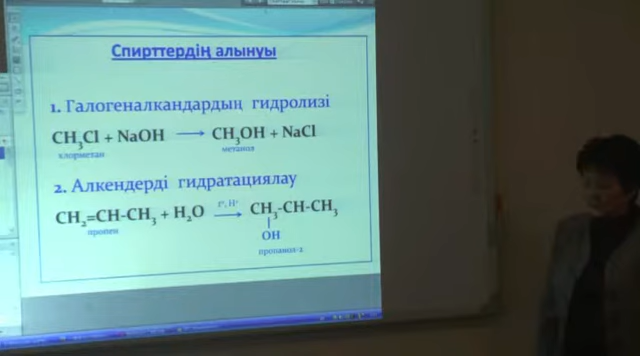 Спирттердің алынуы
1. Галогеналкандардың гидролизі
CH₃Cl + NaOH → CH₃OH + NaCl
хлорметан метанол
2. Алкендерді гидратациялау
CH₂=CH-CH₃ + H₂O t°, H⁺ → CH₃-CH-CH₃
пропен
OH
пропанол-2